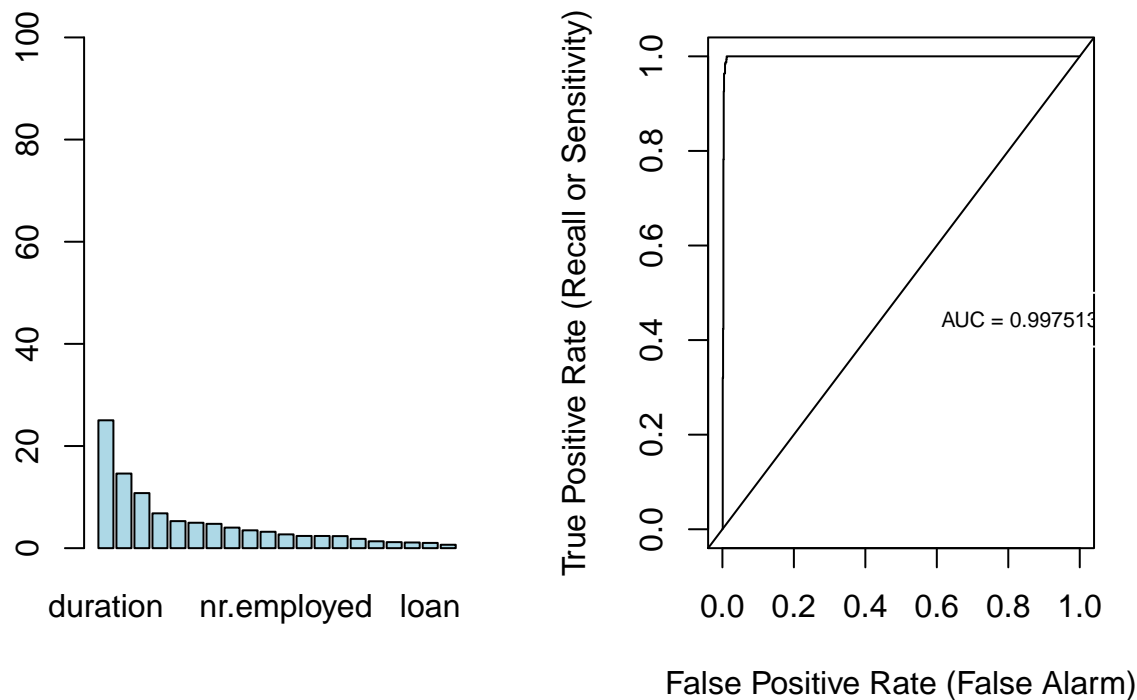 100
80
60
40
20
0
duration nr.employed loan
True Positive Rate (Recall or Sensitivity)
1.0
0.8
0.6
0.4
0.2
0.0
AUC = 0.997513
0.0 0.2 0.4 0.6 0.8 1.0
False Positive Rate (False Alarm)